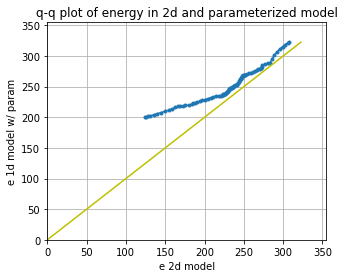 q-q plot of energy in 2d and parameterized model
350
300
250
200
150
100
50
0
e 1d model w/ param
0 50 100 150 200 250 300 350
e 2d model